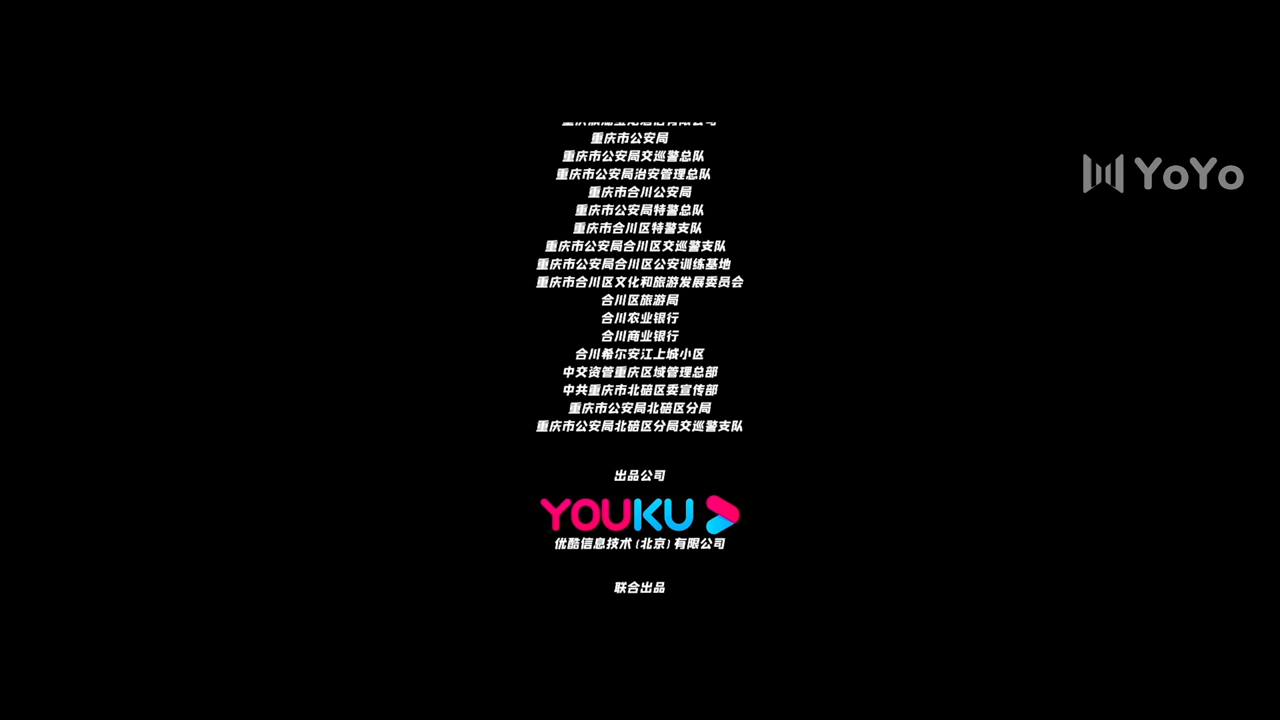 重庆市公安局
重庆市公安局交巡警总队
重庆市公安局治安管理总队
重庆市合川公安局
重庆市公安局特警总队
重庆市合川区特警支队
重庆市公安局合川区交巡警支队
重庆市公安局合川区公安训练基地
重庆市合川区文化和旅游发展委员会
合川区旅游局
合川农业银行
合川商业银行
合川希尔安江上城小区
中交资管重庆区域管理总部
中共重庆市北碚区委宣传部
重庆市公安局北碚区分局
重庆市公安局北碚区分局交巡警支队
出品公司
YOUKU
优酷信息技术(北京)有限公司
联合出品
YoYo